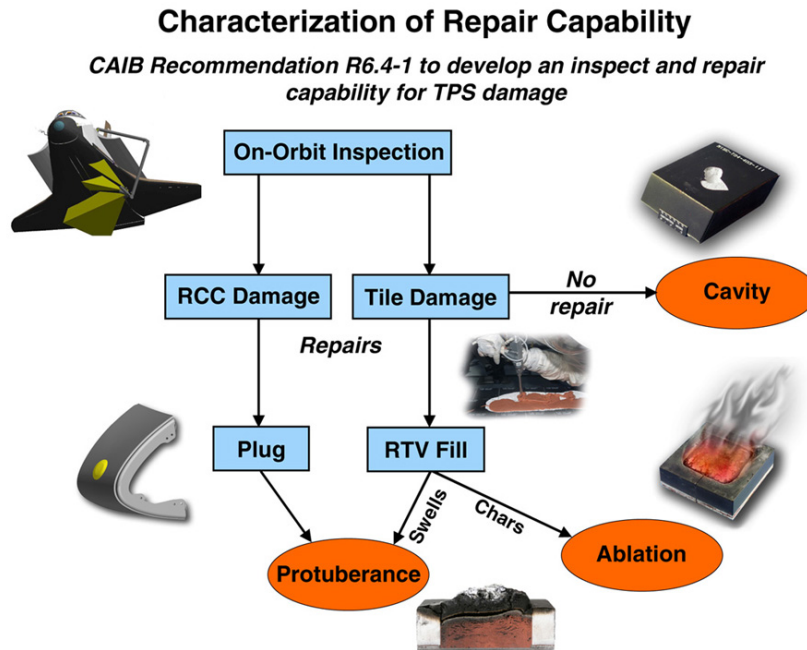 Characterization of Repair Capability
CAIB Recommendation R6.4-1 to develop an inspect and repair
capability for TPS damage
On-Orbit Inspection
RCC Damage
Tile Damage
No
repair
Cavity
Repairs
Plug
RTV Fill
Swells
Chars
Protuberance
Ablation